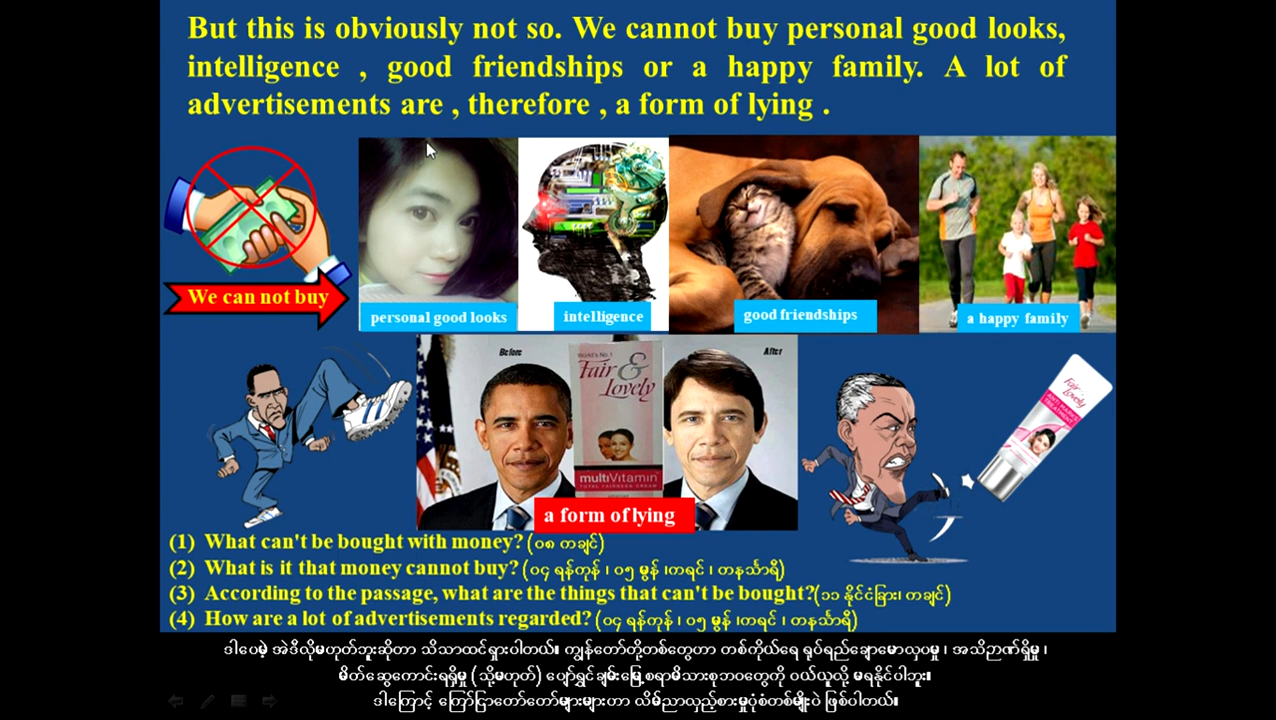 But this is obviously not so. We cannot buy personal good looks,
intelligence , good friendships or a happy family. A lot of
advertisements are , therefore , a form of lying .
We can not buy
personal good looks
intelligence
good friendships
a happy family
Before
After
Fair &
Lovely
multiVitamin
TOTAL FAIRNESS CREAM
Fair &
Lovely
a form of lying
(1) What can't be bought with money? (၀၈ ကချင်)
(2) What is it that money cannot buy? (၀၄ ရန်ကုန် ၊ ၀၅ မွန် ၊ကရင် ၊ တနင်္သာရီ)
(3) According to the passage, what are the things that can't be bought?(၁၁ နိုင်ငံခြား၊ ကချင်)
(4) How are a lot of advertisements regarded? (၀၄ ရန်ကုန် ၊ ၀၅ မွန် ၊ကရင် ၊ တနင်္သာရီ)
ဒါပေမဲ့ အဲဒီလိုမဟုတ်ဘူးဆိုတာ သိသာထင်ရှားပါတယ်။ ကျွန်တော်တို့တစ်တွေဟာ တစ်ကိုယ်ရေ ရုပ်ရည်ချောမောလှပမှု ၊ အသိဉာဏ်ရှိမှု ၊
မိတ်ဆွေကောင်းရရှိမှု ( သို့မဟုတ် ) ပျော်ရွှင်ချမ်းမြေ့စရာမိသားစုဘဝတွေကို ဝယ်ယူလို့ မရနိုင်ပါဘူး။
ဒါကြောင့် ကြော်ငြာတော်တော်များများဟာ လိမ်ညာလှည့်စားမှုပုံစံတစ်မျိုးပဲ ဖြစ်ပါတယ်။